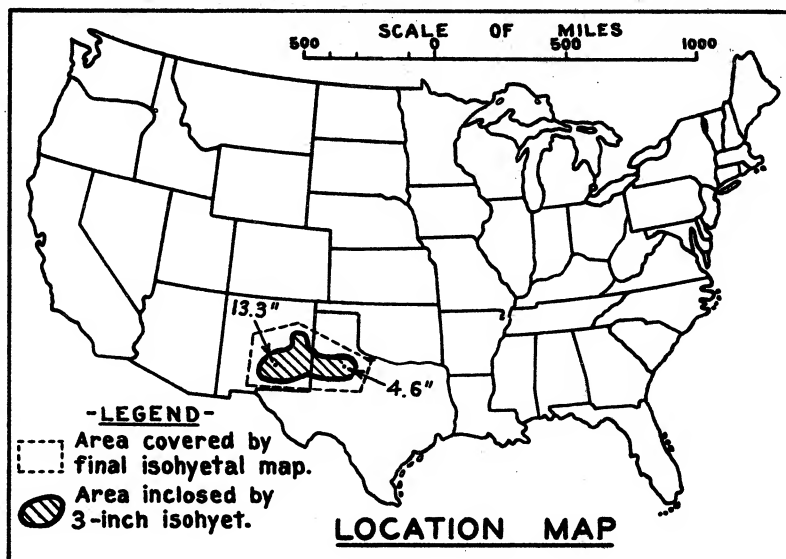 SCALE OF MILES
500 0 500 1000
13.3"
4.6"
-LEGEND-
Area covered by
final isohyetal map.
Area inclosed by
3-inch isohyet.
LOCATION MAP